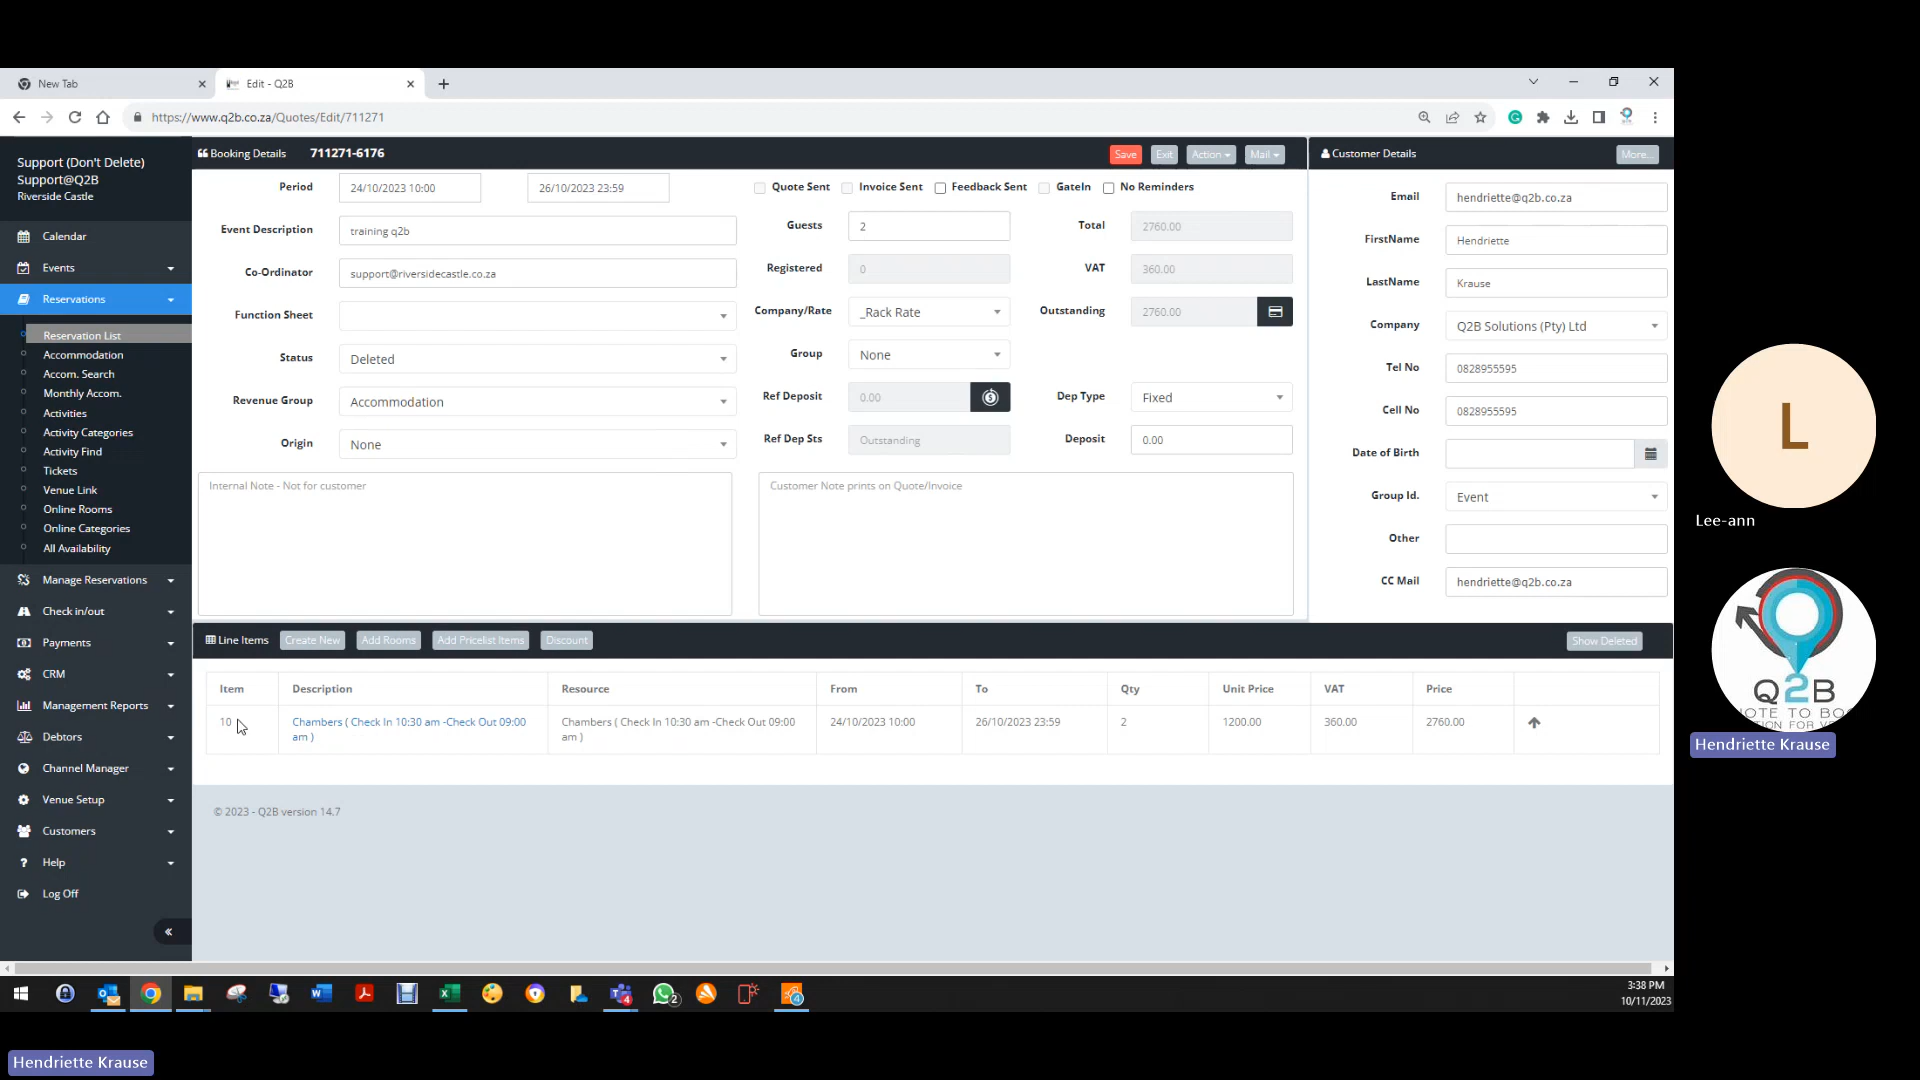 New Tab
Edit - Q2B
https://www.q2b.co.za/Quotes/Edit/711271
Support (Don't Delete)
Support@Q2B
Riverside Castle
Calendar
Events
Reservations
Reservation List
Accommodation
Accom. Search
Monthly Accom.
Activities
Activity Categories
Activity Find
Tickets
Venue Link
Online Rooms
Online Categories
All Availability
Manage Reservations
Check in/out
Payments
CRM
Management Reports
Debtors
Channel Manager
Venue Setup
Customers
Help
Log Off
Booking Details 711271-6176
Save Exit Action Mail
Period 24/10/2023 10:00 26/10/2023 23:59
Event Description training q2b
Co-Ordinator support@riversidecastle.co.za
Function Sheet
Status Deleted
Revenue Group Accommodation
Origin None
Quote Sent Invoice Sent Feedback Sent GateIn No Reminders
Guests 2 Total 2760.00
Registered 0 VAT 360.00
Company/Rate _Rack Rate Outstanding 2760.00
Group None
Ref Deposit 0.00 Dep Type Fixed
Ref Dep Sts Outstanding Deposit 0.00
Internal Note - Not for customer
Customer Note prints on Quote/Invoice
Customer Details More...
Email hendriette@q2b.co.za
FirstName Hendriette
LastName Krause
Company Q2B Solutions (Pty) Ltd
Tel No 0828955595
Cell No 0828955595
Date of Birth
Group Id. Event
Other
CC Mail hendriette@q2b.co.za
Line Items Create New Add Rooms Add Pricelist Items Discount Show Deleted
Item Description Resource From To Qty Unit Price VAT Price
10 Chambers ( Check In 10:30 am -Check Out 09:00 Chambers ( Check In 10:30 am -Check Out 09:00 24/10/2023 10:00 26/10/2023 23:59 2 1200.00 360.00 2760.00
am ) am )
© 2023 - Q2B version 14.7
3:38 PM
10/11/2023
L
Lee-ann
Q2B
Hendriette Krause
Hendriette Krause